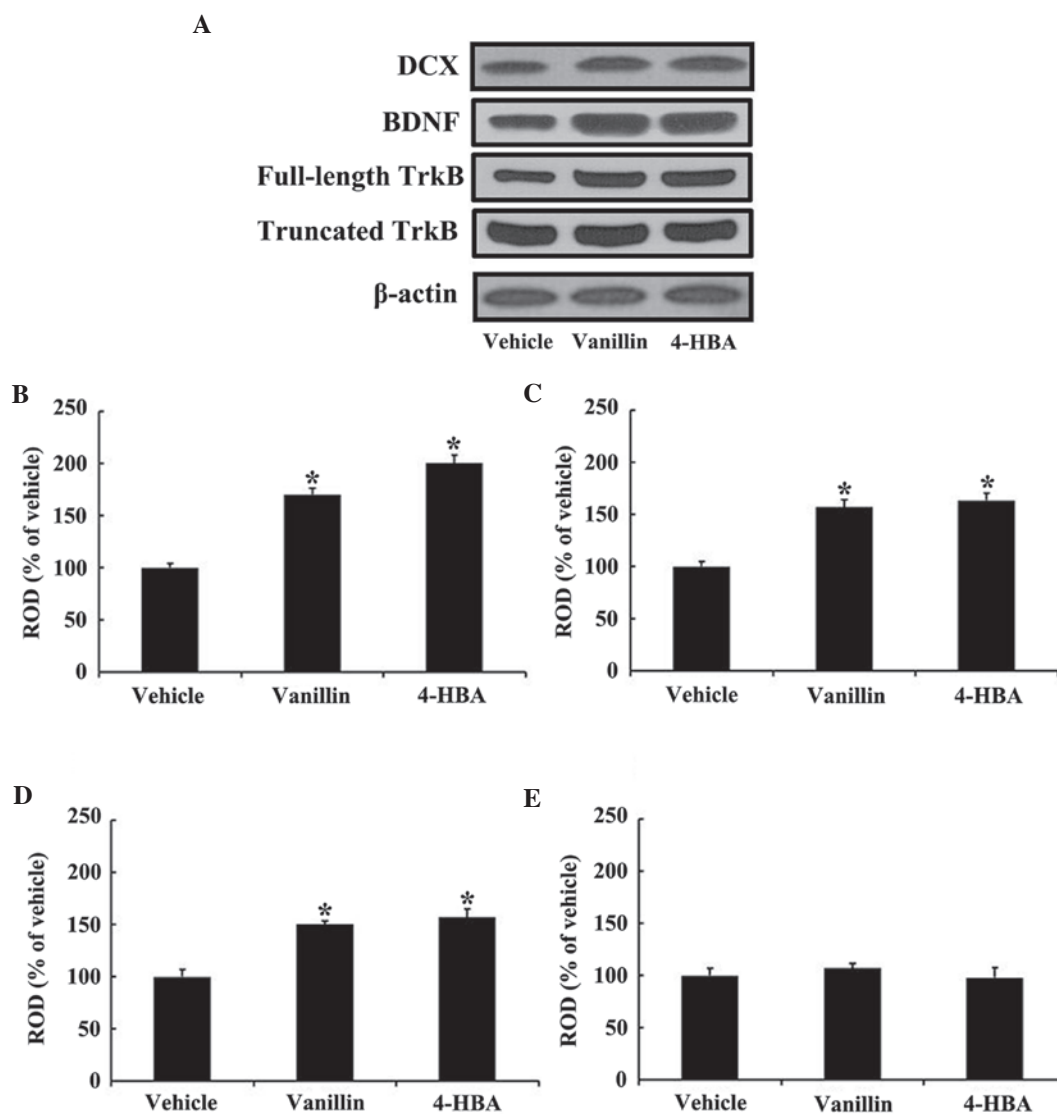 A
DCX
BDNF
Full-length TrkB
Truncated TrkB
β-actin
Vehicle Vanillin 4-HBA
B
ROD (% of vehicle)
250
200
150
100
50
0
* *
Vehicle Vanillin 4-HBA
C
ROD (% of vehicle)
250
200
150
100
50
0
* *
Vehicle Vanillin 4-HBA
D
ROD (% of vehicle)
250
200
150
100
50
0
* *
Vehicle Vanillin 4-HBA
E
ROD (% of vehicle)
250
200
150
100
50
0
Vehicle Vanillin 4-HBA